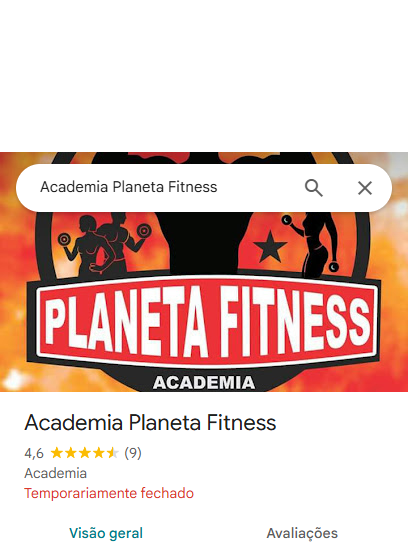 Academia Planeta Fitness
PLANETA FITNESS
ACADEMIA
Academia Planeta Fitness
4,6 (9)
Academia
Temporariamente fechado
Visão geral Avaliações